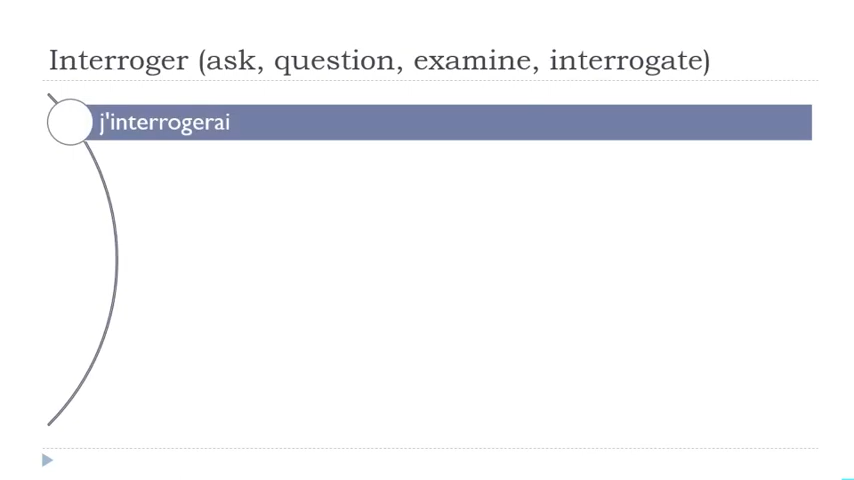 Interroger (ask, question, examine, interrogate)
j'interrogerai